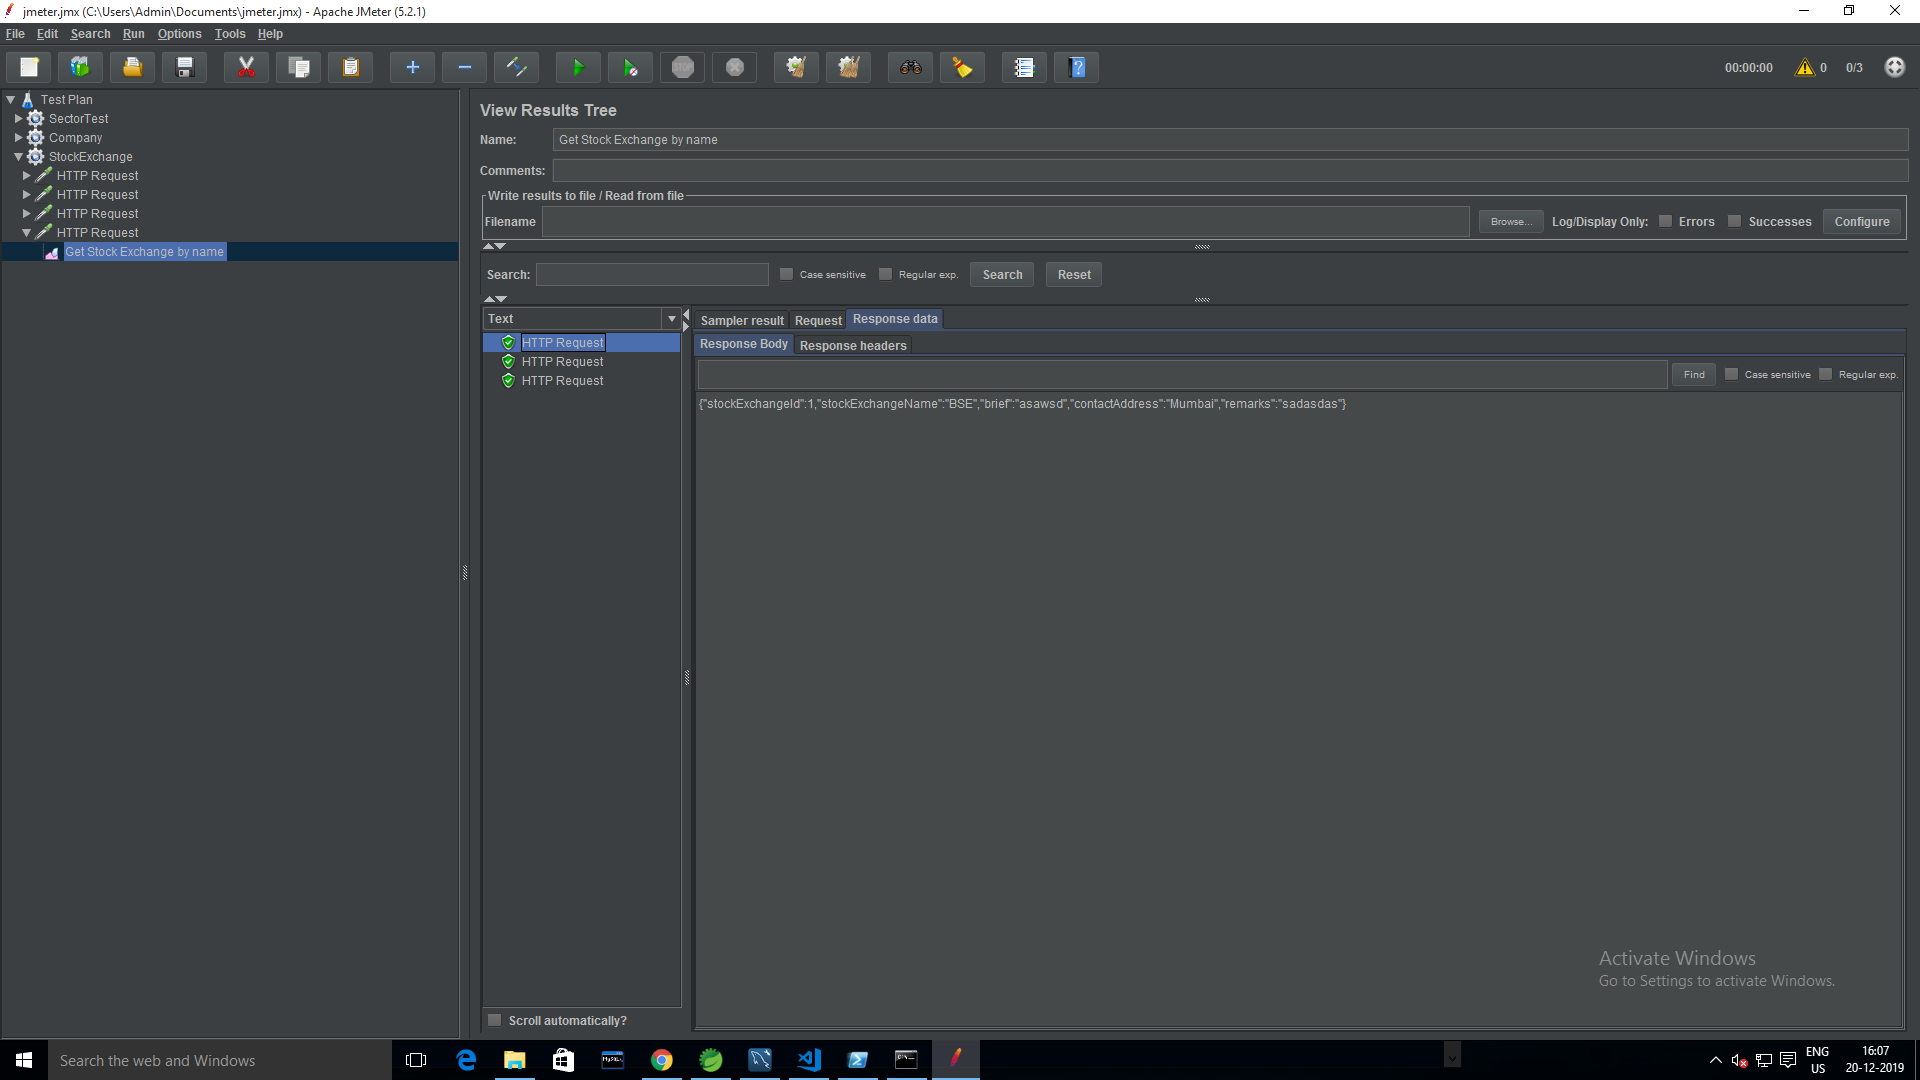 jmeter.jmx (C:\Users\Admin\Documents\jmeter.jmx) - Apache JMeter (5.2.1)
File Edit Search Run Options Tools Help
STOP
00:00:00 0 0/3
Test Plan
SectorTest
Company
StockExchange
HTTP Request
HTTP Request
HTTP Request
HTTP Request
Get Stock Exchange by name
View Results Tree
Name: Get Stock Exchange by name
Comments:
Write results to file / Read from file
Filename Browse... Log/Display Only: Errors Successes Configure
Search: Case sensitive Regular exp. Search Reset
Text
HTTP Request
HTTP Request
HTTP Request
Scroll automatically?
Sampler result Request Response data
Response Body Response headers
Find Case sensitive Regular exp.
{"stockExchangeId":1,"stockExchangeName":"BSE","brief":"asawsd","contactAddress":"Mumbai","remarks":"sadasdas"}
Activate Windows
Go to Settings to activate Windows.
Search the web and Windows
MySQL
ENG
US
16:07
20-12-2019